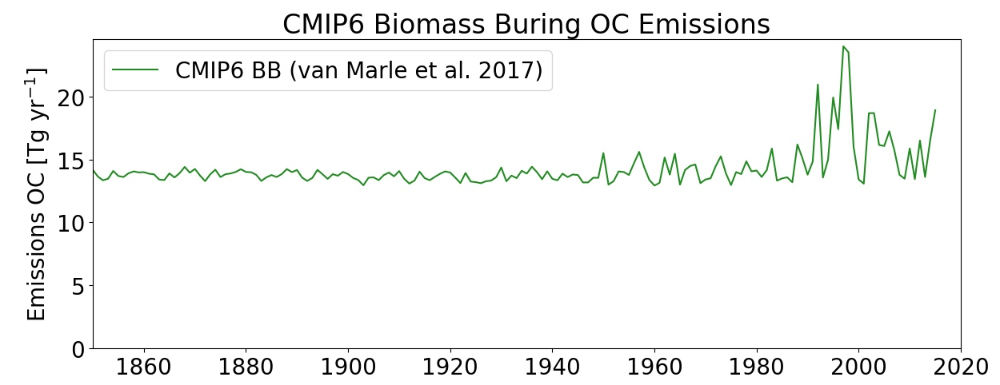 CMIP6 Biomass Buring OC Emissions
CMIP6 BB (van Marle et al. 2017)
Emissions OC [Tg yr⁻¹]
20
15
10
5
0
1860 1880 1900 1920 1940 1960 1980 2000 2020